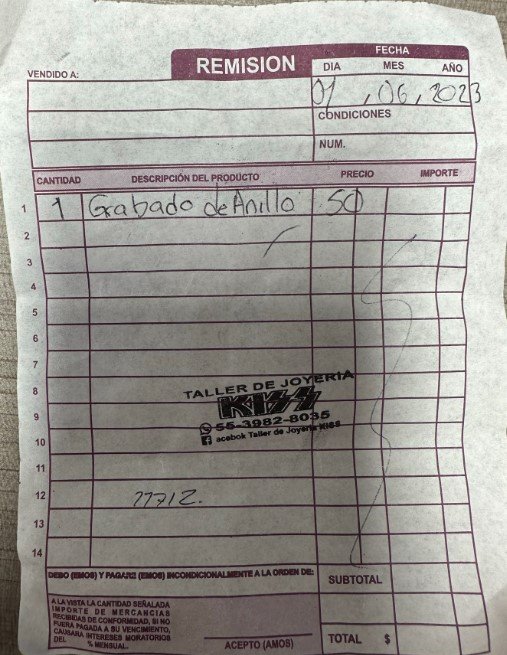 REMISION
FECHA
DIA MES AÑO
01 , 06 , 2023
VENDIDO A:
CONDICIONES
NUM.
CANTIDAD DESCRIPCIÓN DEL PRODUCTO PRECIO IMPORTE
1 1 Grabado de Anillo 50
2
3
4
5
6
7
8
9
10
11
12
13
14
TALLER DE JOYERIA
KISS
55-3982-8035
acebok Taller de Joyeria KISS
DEBO (EMOS) Y PAGARE (EMOS) INCONDICIONALMENTE A LA ORDEN DE:
SUBTOTAL
A LA VISTA LA CANTIDAD SEÑALADA
IMPORTE DE MERCANCIAS
RECIBIDAS DE CONFORMIDAD, SI NO
FUERA PAGADA A SU VENCIMIENTO,
CAUSARA INTERESES MORATORIOS
DEL % MENSUAL.
ACEPTO (AMOS)
TOTAL $